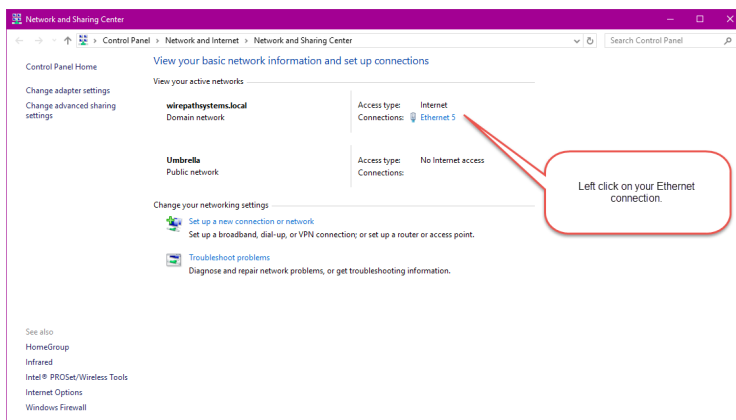 Network and Sharing Center
Control Panel > Network and Internet > Network and Sharing Center
Search Control Panel
Control Panel Home
Change adapter settings
Change advanced sharing
settings
View your basic network information and set up connections
View your active networks
wirepathsystems.local
Domain network
Access type: Internet
Connections: Ethernet 5
Umbrella
Public network
Access type: No Internet access
Connections:
Left click on your Ethernet
connection.
Change your networking settings
Set up a new connection or network
Set up a broadband, dial-up, or VPN connection; or set up a router or access point.
Troubleshoot problems
Diagnose and repair network problems, or get troubleshooting information.
See also
HomeGroup
Infrared
Intel® PROSet/Wireless Tools
Internet Options
Windows Firewall